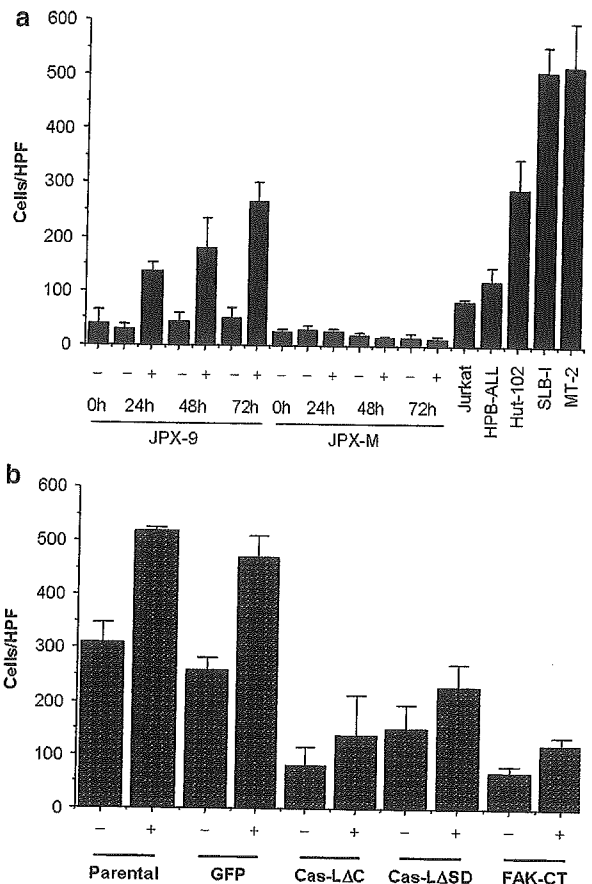 a
600
500
400
300
200
100
0
Cells/HPF
– – + – + – + – – + – + – +
0h 24h 48h 72h 0h 24h 48h 72h
JPX-9 JPX-M
Jurkat
HPB-ALL
Hut-102
SLB-I
MT-2
b
600
500
400
300
200
100
0
Cells/HPF
– + – + – + – + – +
Parental GFP Cas-LΔC Cas-LΔSD FAK-CT